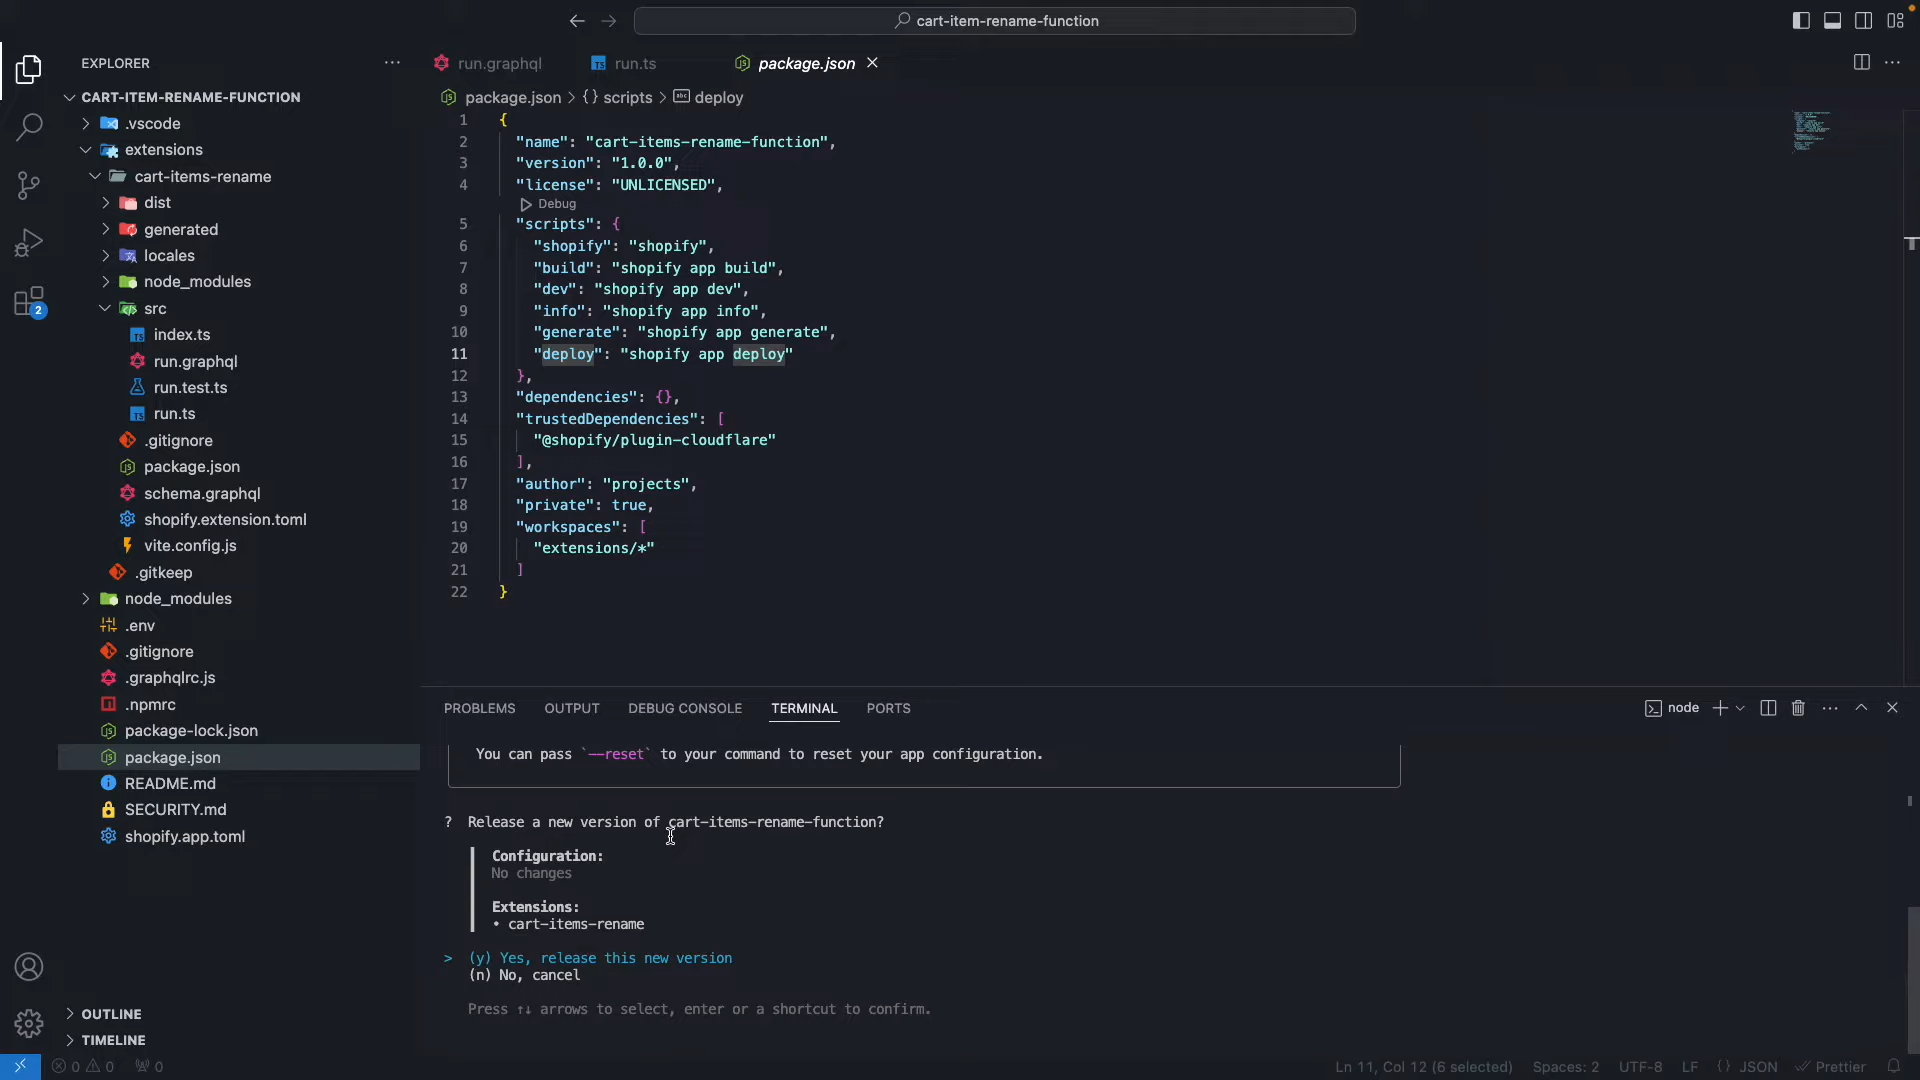 cart-item-rename-function
EXPLORER
run.graphql
run.ts
package.json
CART-ITEM-RENAME-FUNCTION
package.json > {} scripts > deploy
.vscode
extensions
cart-items-rename
dist
generated
locales
node_modules
src
index.ts
run.graphql
run.test.ts
run.ts
.gitignore
package.json
schema.graphql
shopify.extension.toml
vite.config.js
.gitkeep
node_modules
.env
.gitignore
.graphqlrc.js
.npmrc
package-lock.json
package.json
README.md
SECURITY.md
shopify.app.toml
OUTLINE
TIMELINE
2
1 {
2 "name": "cart-items-rename-function",
3 "version": "1.0.0",
4 "license": "UNLICENSED",
Debug
5 "scripts": {
6 "shopify": "shopify",
7 "build": "shopify app build",
8 "dev": "shopify app dev",
9 "info": "shopify app info",
10 "generate": "shopify app generate",
11 "deploy": "shopify app deploy"
12 },
13 "dependencies": {},
14 "trustedDependencies": [
15 "@shopify/plugin-cloudflare"
16 ],
17 "author": "projects",
18 "private": true,
19 "workspaces": [
20 "extensions/*"
21 ]
22 }
PROBLEMS OUTPUT DEBUG CONSOLE TERMINAL PORTS
node
You can pass `--reset` to your command to reset your app configuration.
? Release a new version of cart-items-rename-function?
Configuration:
No changes
Extensions:
• cart-items-rename
> (y) Yes, release this new version
(n) No, cancel
Press ↑↓ arrows to select, enter or a shortcut to confirm.
0 0 0
Ln 11, Col 12 (6 selected) Spaces: 2 UTF-8 LF {} JSON Prettier